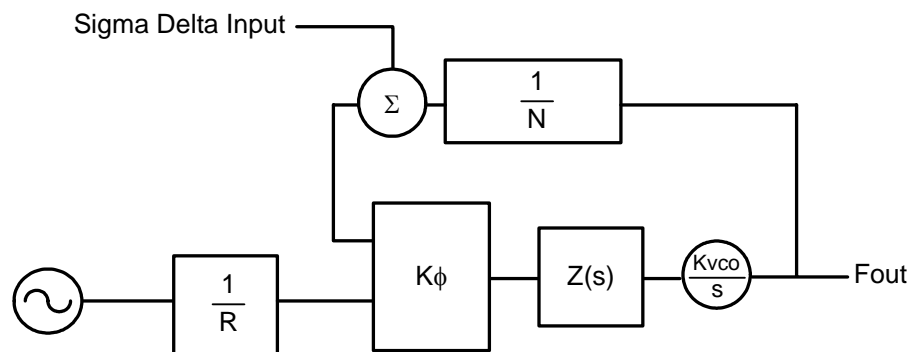 Sigma Delta Input
Σ
1
N
1
R
Kϕ
Z(s)
Kvco
s
Fout